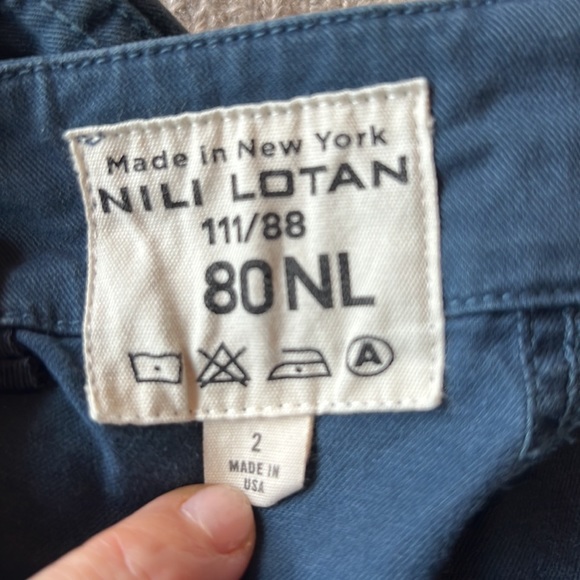 Made in New York
NILI LOTAN
111/88
80NL
A
2
MADE IN
USA